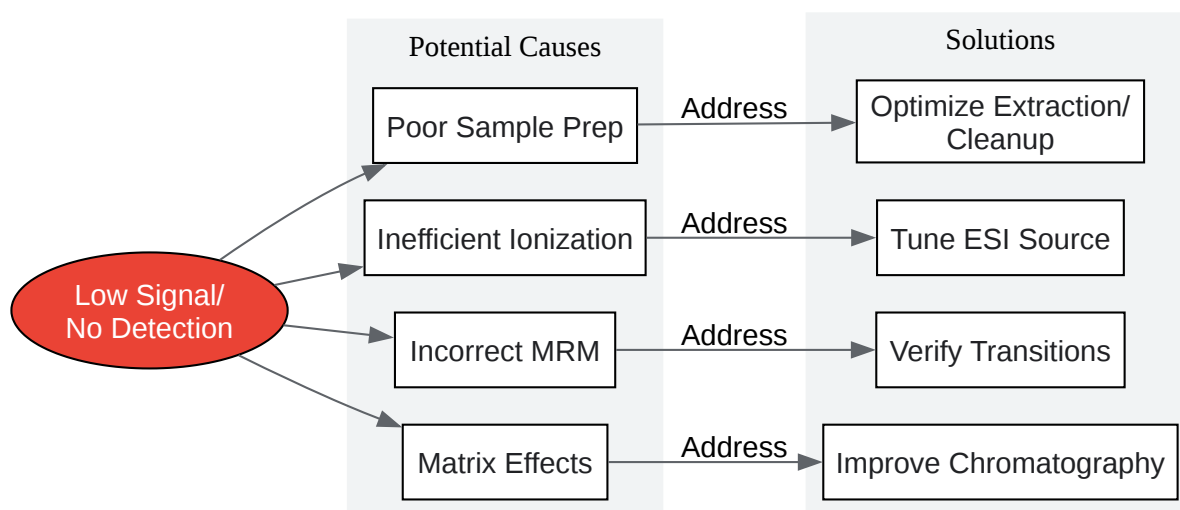 Potential Causes
Solutions
Low Signal/
No Detection
Poor Sample Prep
Address
Optimize Extraction/
Cleanup
Inefficient Ionization
Address
Tune ESI Source
Incorrect MRM
Address
Verify Transitions
Matrix Effects
Address
Improve Chromatography